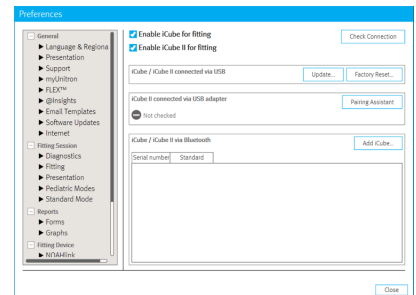 Preferences
General
Language & Regiona
Presentation
Support
myUnitron
FLEX™
@Insights
Email Templates
Software Updates
Internet
Fitting Session
Diagnostics
Fitting
Presentation
Pediatric Modes
Standard Mode
Reports
Forms
Graphs
Fitting Device
NOAHlink
Enable iCube for fitting
Check Connection
Enable iCube II for fitting
iCube / iCube II connected via USB
Update...
Factory Reset...
iCube II connected via USB adapter
Pairing Assistant
Not checked
iCube / iCube II via Bluetooth
Add iCube...
Serial number
Standard
Close